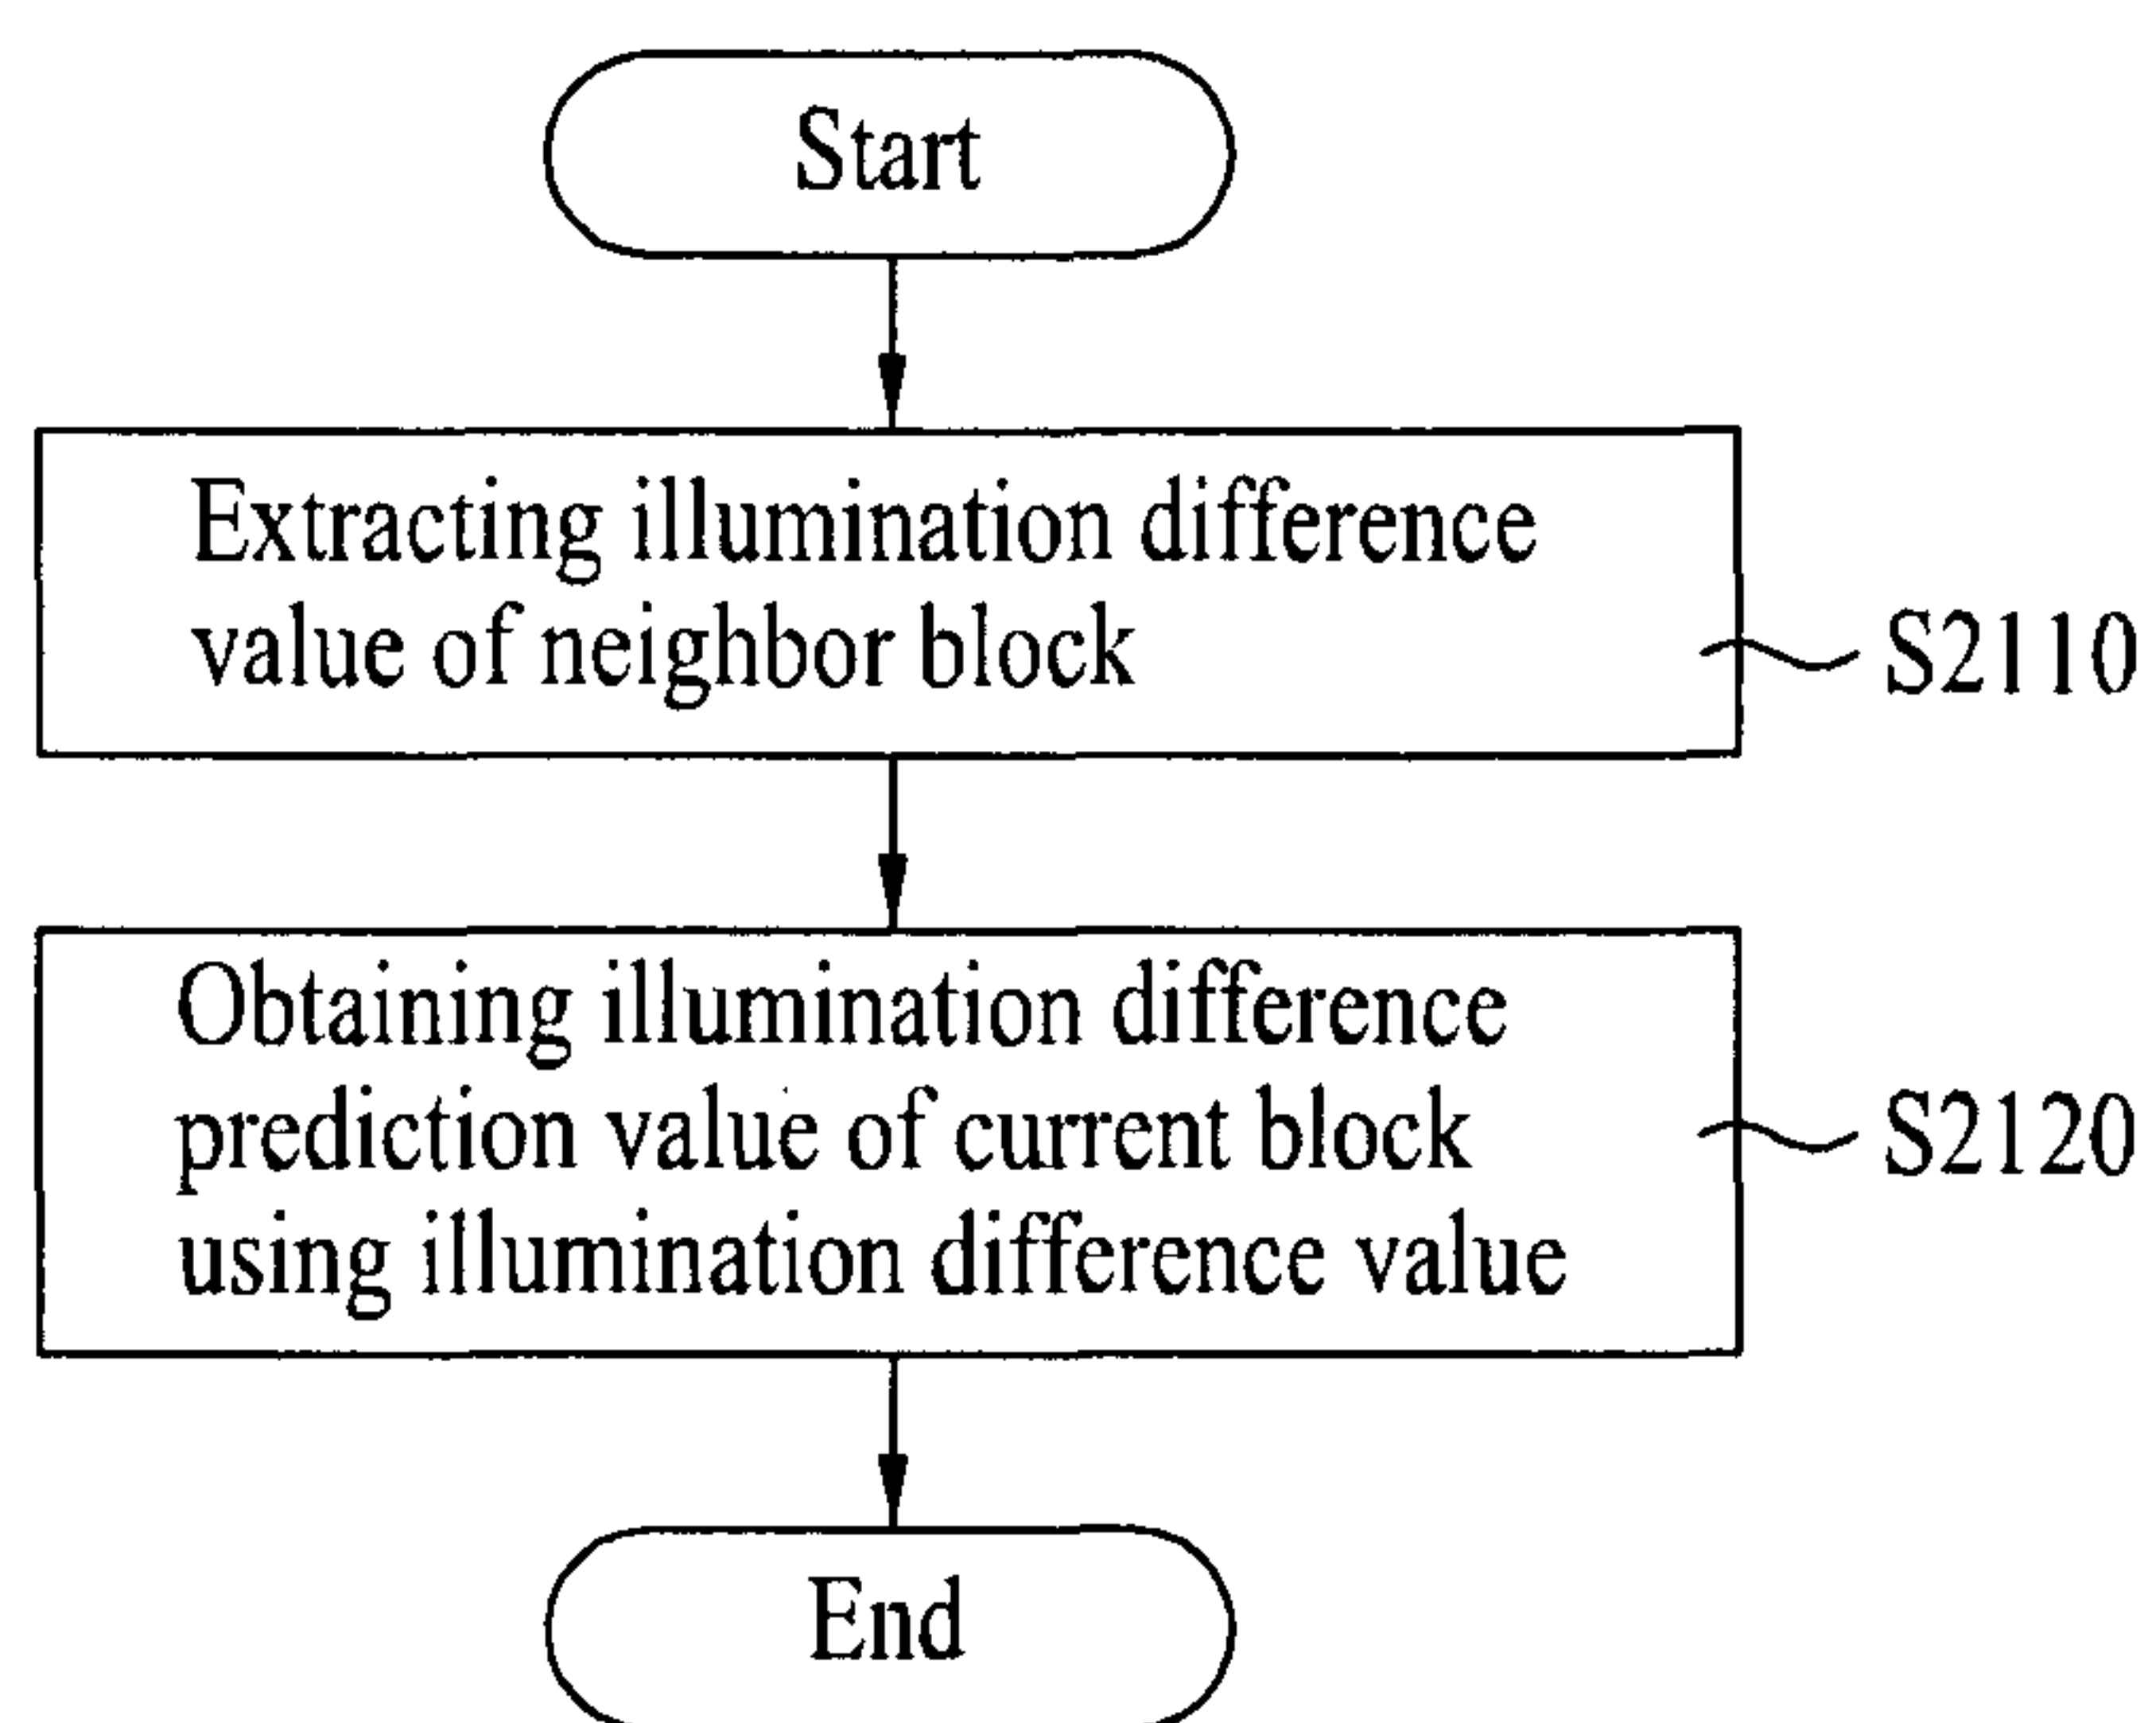 Start
Extracting illumination difference
value of neighbor block
S2110
Obtaining illumination difference
prediction value of current block
using illumination difference value
S2120
End